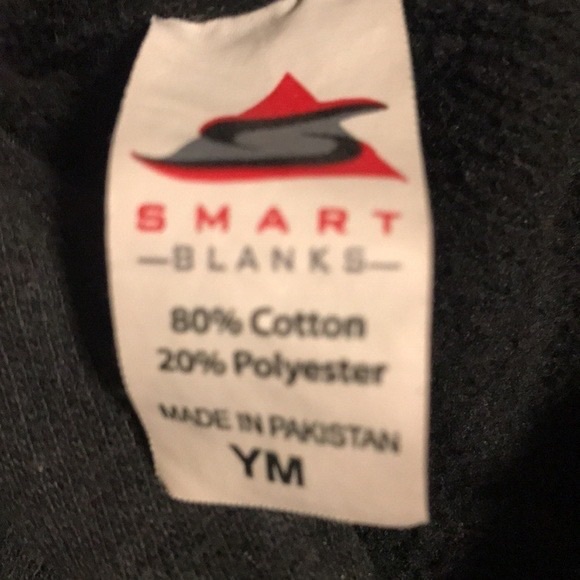 SMART
—BLANKS—
80% Cotton
20% Polyester
MADE IN PAKISTAN
YM